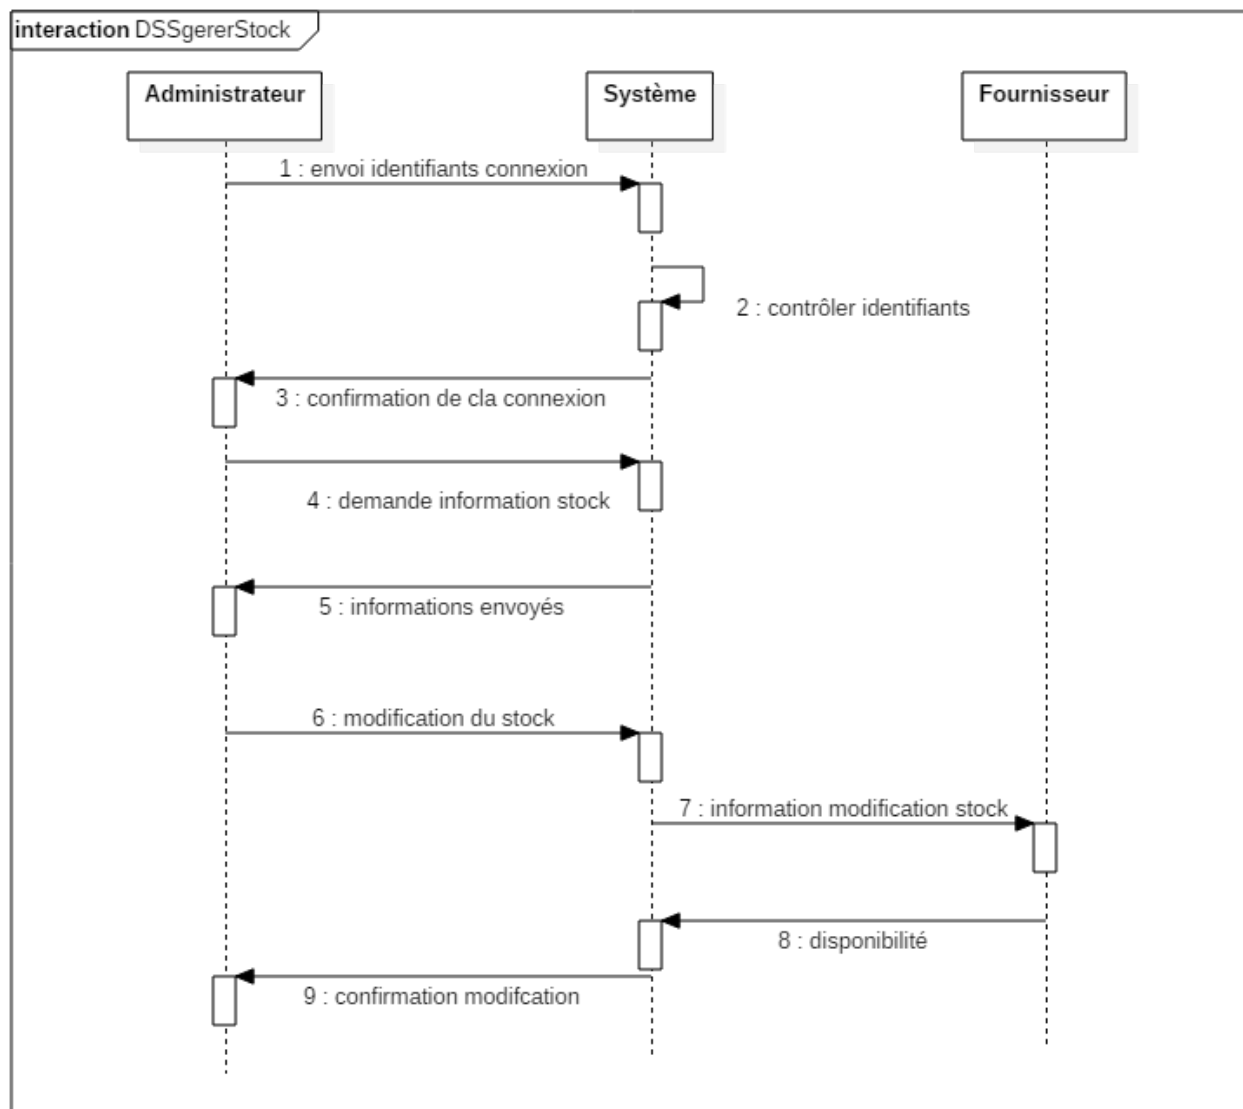 interaction DSSgererStock
Administrateur
Système
Fournisseur
1 : envoi identifiants connexion
2 : contrôler identifiants
3 : confirmation de cla connexion
4 : demande information stock
5 : informations envoyés
6 : modification du stock
7 : information modification stock
8 : disponibilité
9 : confirmation modifcation